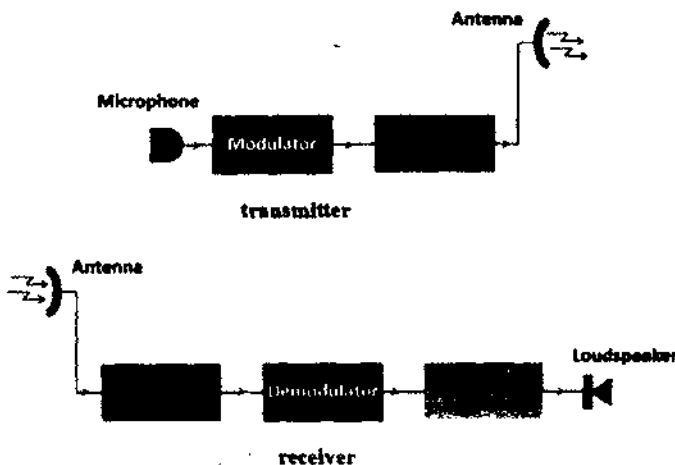 Antenna
Microphone
Modulator
transmitter
Antenna
Loudspeaker
Demodulator
receiver